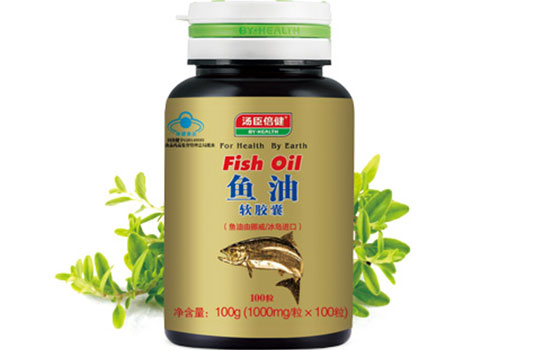 BY-HEALTH
汤臣倍健
BY-HEALTH
For Health By Earth
Fish Oil
鱼油
软胶囊
(鱼油由挪威/冰岛进口)
100粒
净含量: 100g (1000mg/粒×100粒)